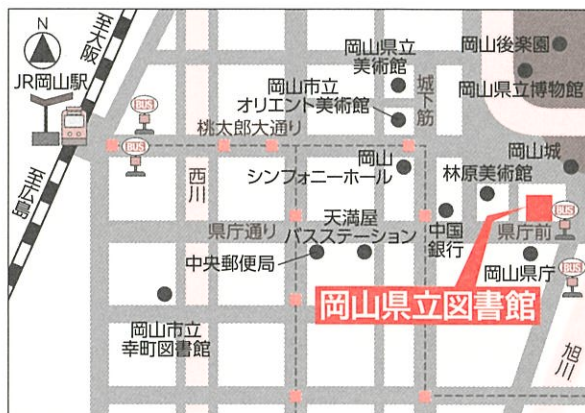 N
至大阪
JR岡山駅
至広島
BUS
BUS
西川
桃太郎大通り
岡山県立
美術館
岡山市立
オリエント美術館
城下筋
岡山後楽園
岡山県立博物館
岡山
シンフォニーホール
岡山城
林原美術館
県庁通り
天満屋
バスステーション
中央郵便局
中国
銀行
県庁前
BUS
岡山県庁
BUS
岡山県立図書館
岡山市立
幸町図書館
旭川